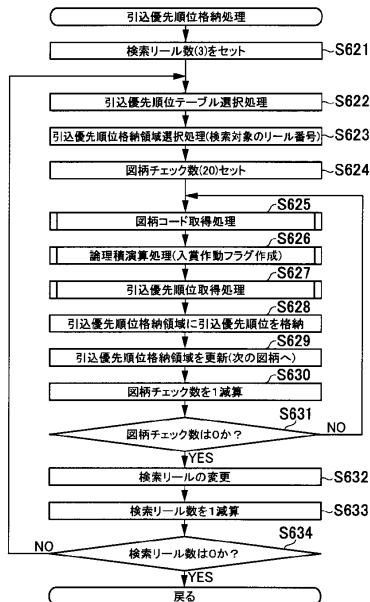 引込優先順位格納処理
検索リール数(3)をセット
S621
引込優先順位テーブル選択処理
S622
引込優先順位格納領域選択処理(検索対象のリール番号)
S623
図柄チェック数(20)セット
S624
S625
図柄コード取得処理
S626
論理積演算処理(入賞作動フラグ作成)
S627
引込優先順位取得処理
S628
引込優先順位格納領域に引込優先順位を格納
S629
引込優先順位格納領域を更新(次の図柄へ)
S630
図柄チェック数を1減算
S631
図柄チェック数は0か?
NO
YES
検索リールの変更
S632
検索リール数を1減算
S633
S634
NO
検索リール数は0か?
YES
戻る